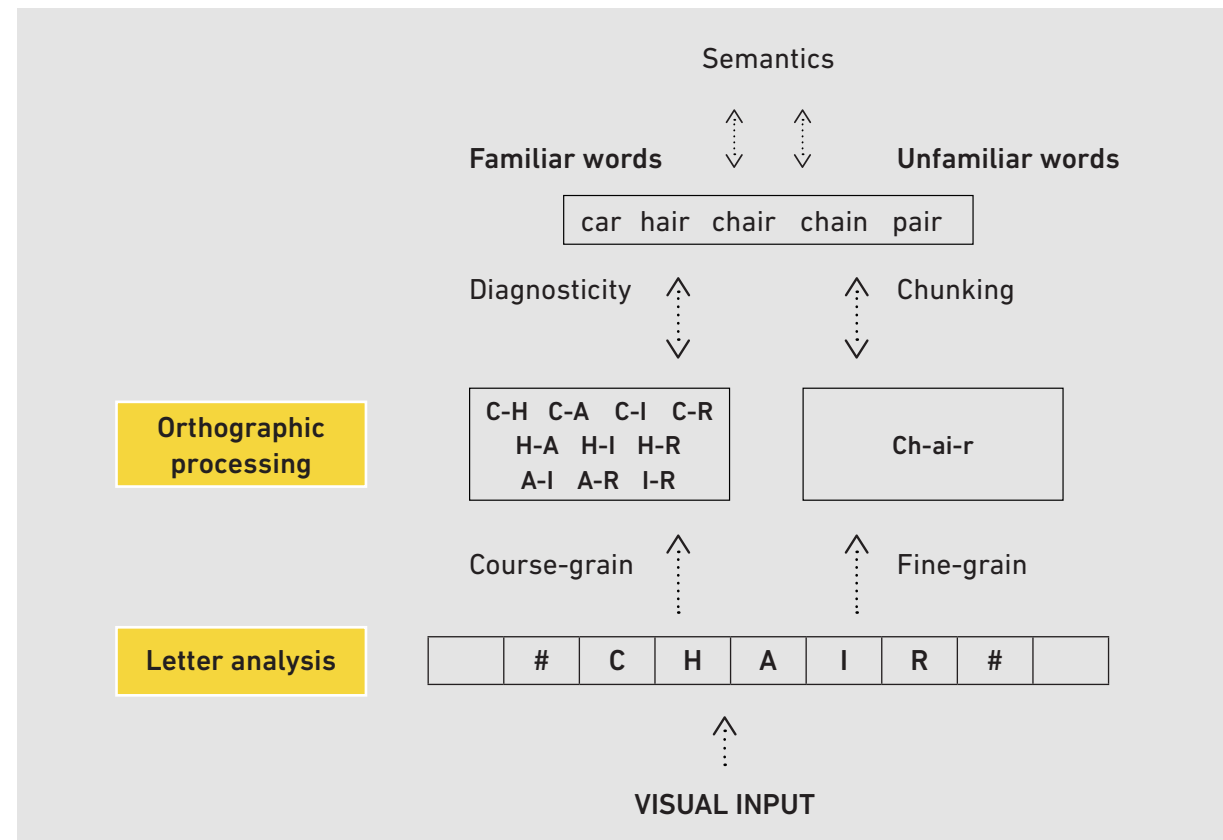 Semantics
Familiar words
Unfamiliar words
car hair chair chain pair
Diagnosticity
Chunking
Orthographic
processing
C-H C-A C-I C-R
H-A H-I H-R
A-I A-R I-R
Ch-ai-r
Course-grain
Fine-grain
Letter analysis
# C H A I R #
VISUAL INPUT